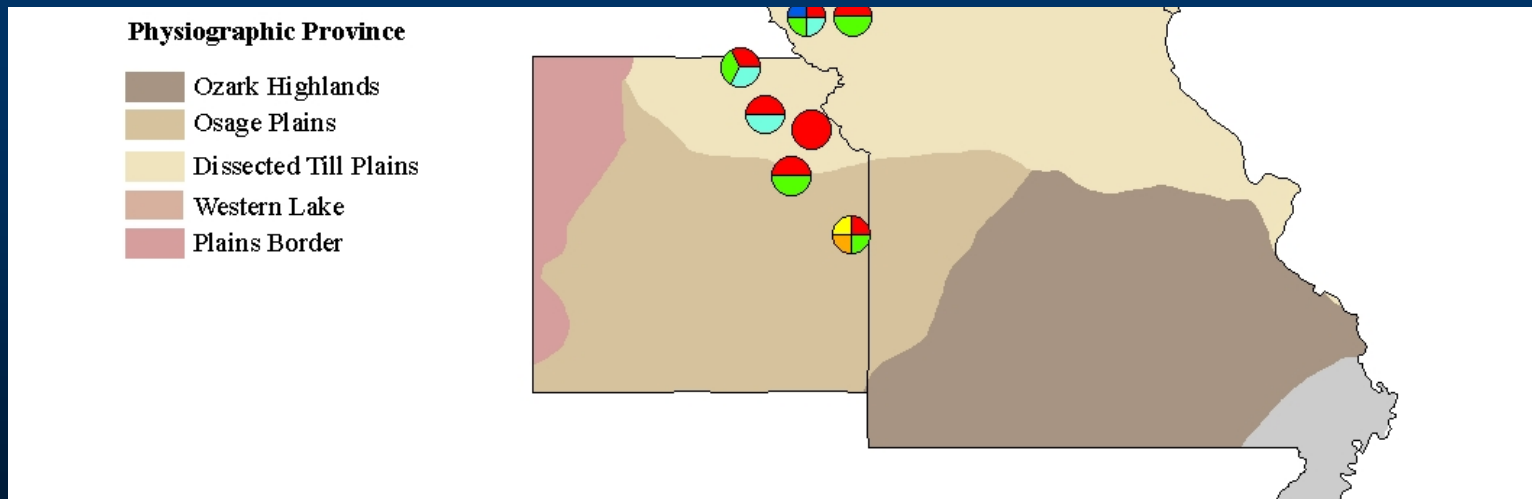 Physiographic Province
Ozark Highlands
Osage Plains
Dissected Till Plains
Western Lake
Plains Border